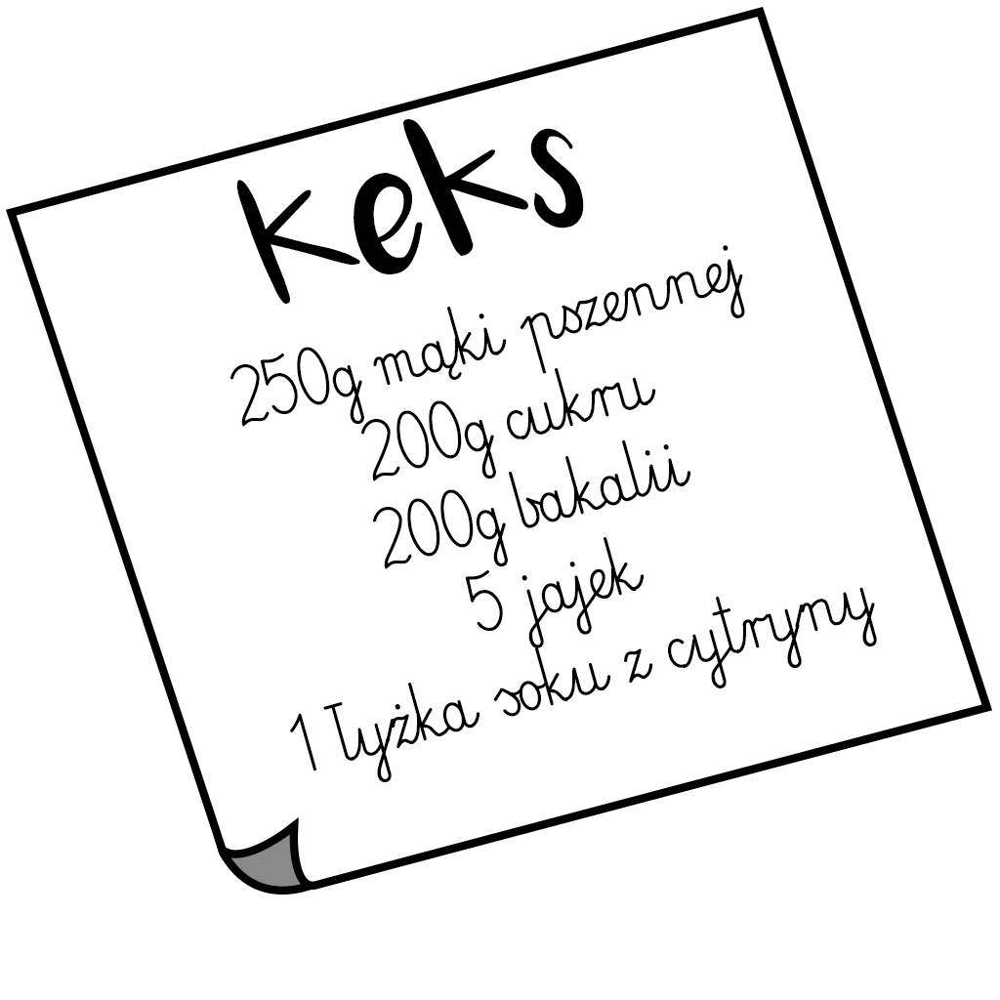 keks
250g mąki pszennej
200g cukru
200g bakalii
5 jajek
1 łyżka soku z cytryny